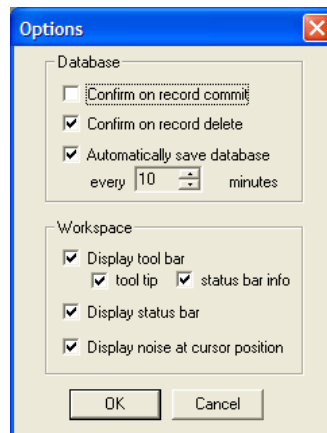 Options
Database
Confirm on record commit
Confirm on record delete
Automatically save database
every 10 minutes
Workspace
Display tool bar
tool tip status bar info
Display status bar
Display noise at cursor position
OK Cancel